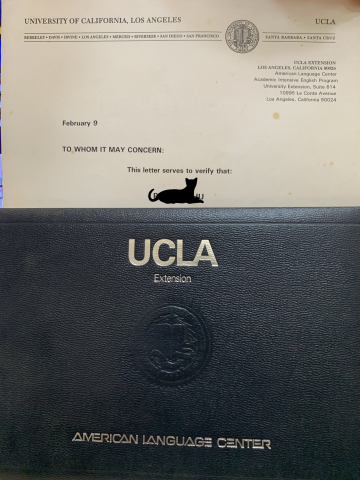 UNIVERSITY OF CALIFORNIA, LOS ANGELES UCLA
BERKELEY • DAVIS • IRVINE • LOS ANGELES • MERCED • RIVERSIDE • SAN DIEGO • SAN FRANCISCO SANTA BARBARA • SANTA CRUZ
UCLA EXTENSION
LOS ANGELES, CALIFORNIA 90024
American Language Center
Academic Intensive English Program
University Extension, Suite 614
10995 Le Conte Avenue
Los Angeles, California 90024
February 9
TO WHOM IT MAY CONCERN:
This letter serves to verify that:
UCLA
Extension
AMERICAN LANGUAGE CENTER